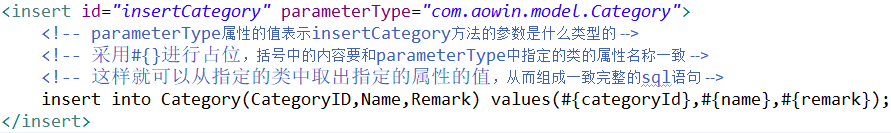 <insert id="insertCategory" parameterType="com.aowin.model.Category">
<!-- parameterType属性的值表示insertCategory方法的参数是什么类型的-->
<!-- 采用#{}进行占位，括号中的内容要和parameterType中指定的类的属性名称一致-->
<!-- 这样就可以从指定的类中取出指定的属性的值，从而组成一致完整的sql语句-->
insert into Category(CategoryID,Name,Remark) values(#{categoryId},#{name},#{remark});
</insert>